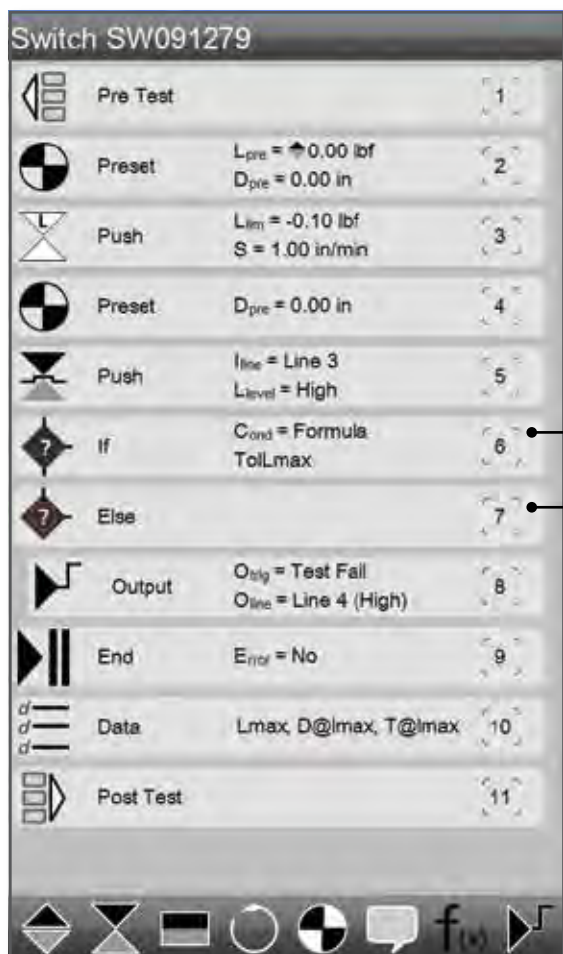 Switch SW091279
Pre Test 1
Preset Lpre = 0.00 lbf 2
Dpre = 0.00 in
Push Llim = -0.10 lbf 3
S = 1.00 in/min
Preset Dpre = 0.00 in 4
Push Iline = Line 3 5
Llevel = High
If Cond = Formula 6
TolLmax
Else 7
Output Otrig = Test Fail 8
Oline = Line 4 (High)
End Error = No 9
d
d Data Lmax, D@lmax, T@lmax 10
d
Post Test 11
L
?
?
f(x)